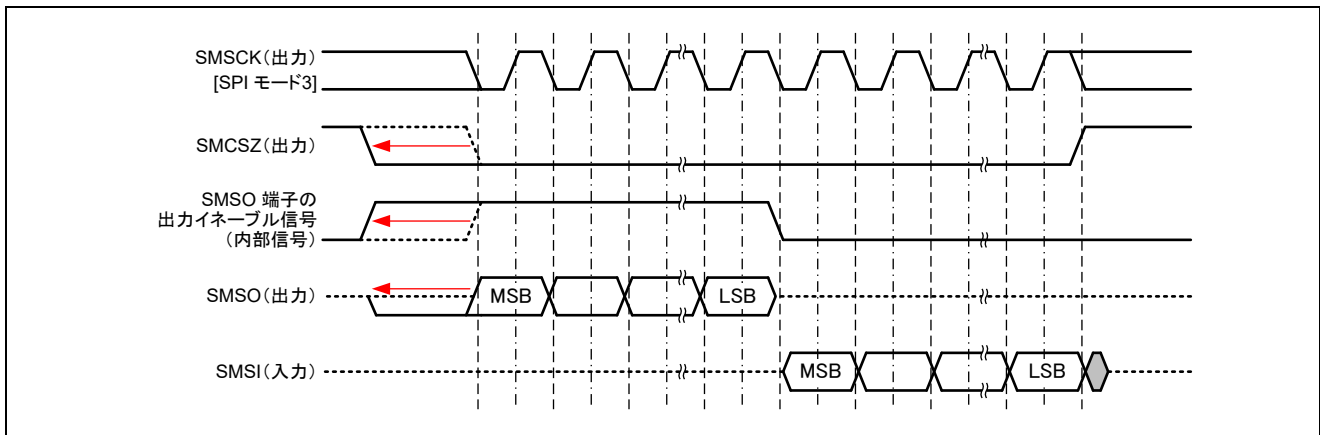 SMSCK(出力)
[SPI モード3]
SMCSZ(出力)
SMSO 端子の
出力イネーブル信号
(内部信号)
SMSO(出力)
MSB
LSB
SMSI(入力)
MSB
LSB